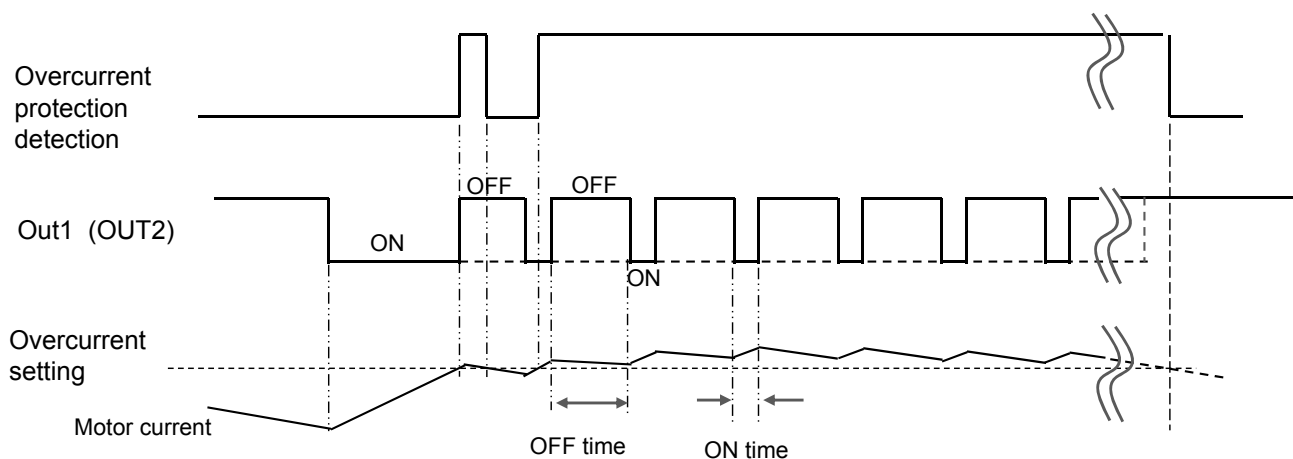 Overcurrent
protection
detection
OFF
OFF
Out1 (OUT2)
ON
ON
Overcurrent
setting
Motor current
OFF time
ON time